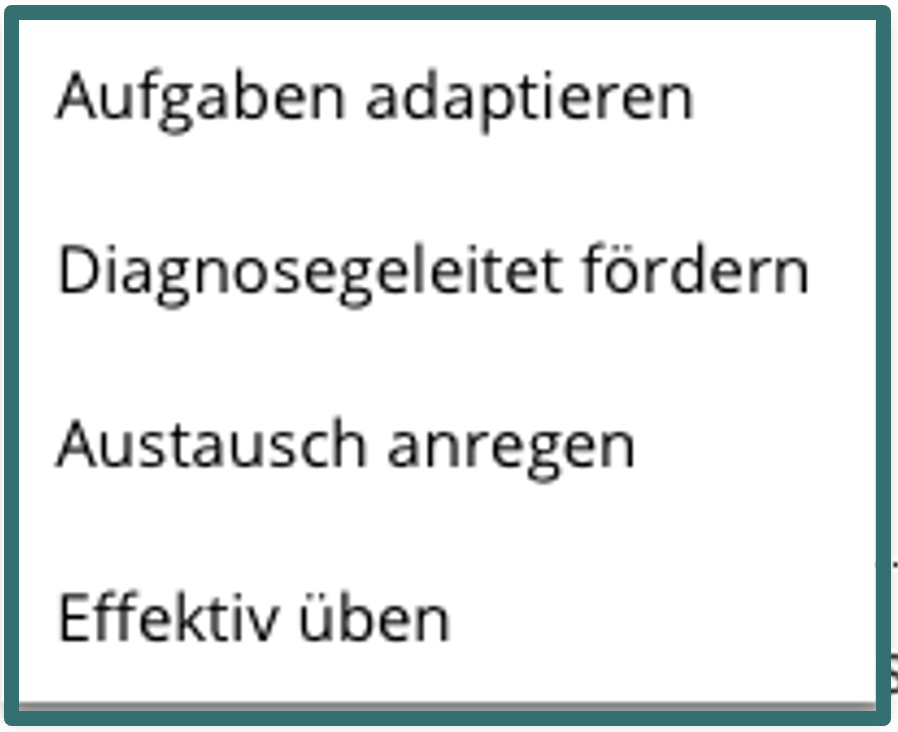 Aufgaben adaptieren
Diagnosegeleitet fördern
Austausch anregen
Effektiv üben